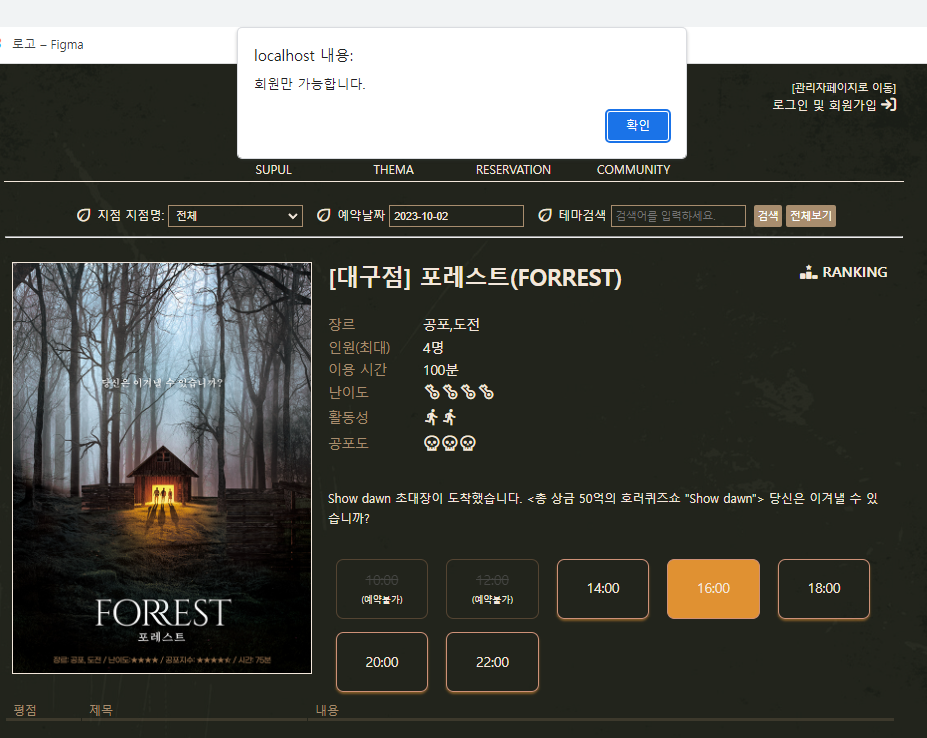 로고 – Figma
localhost 내용:
회원만 가능합니다.
확인
[관리자페이지로 이동]
로그인 및 회원가입
SUPUL THEMA RESERVATION COMMUNITY
지점 지점명: 전체 예약날짜 2023-10-02 테마검색 검색어를 입력하세요. 검색 전체보기
[대구점] 포레스트(FORREST)
RANKING
장르 공포,도전
인원(최대) 4명
이용 시간 100분
난이도
활동성
공포도
Show dawn 초대장이 도착했습니다. <총 상금 50억의 호러퀴즈쇼 "Show dawn"> 당신은 이겨낼 수 있
습니까?
10:00 12:00 14:00 16:00 18:00
(예약불가) (예약불가)
20:00 22:00
당신은 이겨낼 수 있습니까?
FORREST
포레스트
장르: 공포, 도전 / 난이도:★★★★ / 공포지수: ★★★★⯨ / 시간: 75분
평점 제목 내용